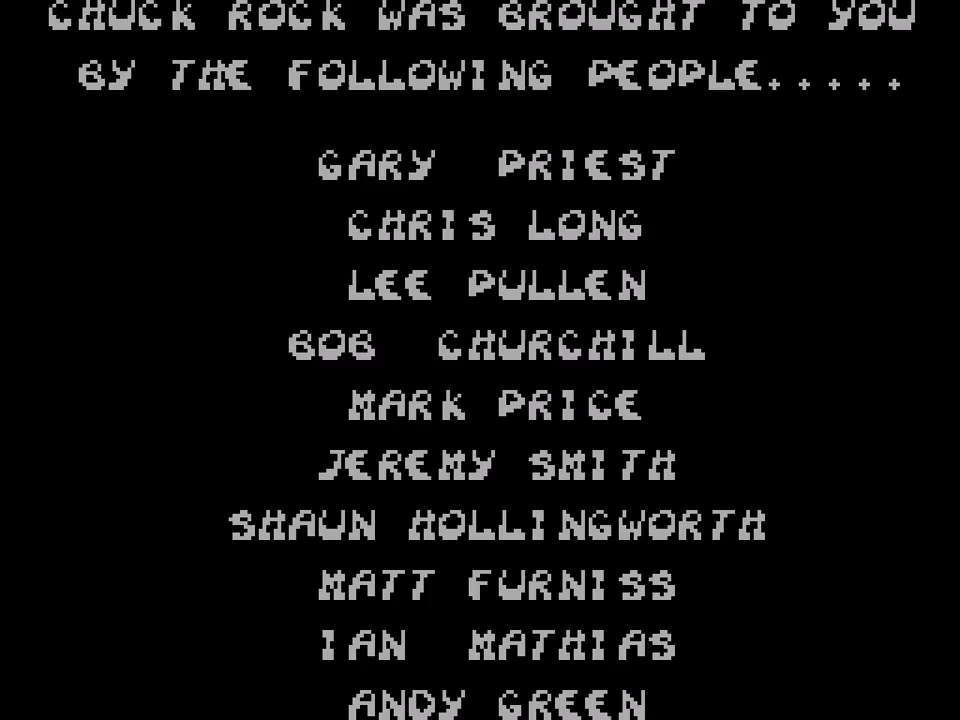 CHUCK ROCK WAS BROUGHT TO YOU
BY THE FOLLOWING PEOPLE.....
GARY PRIEST
CHRIS LONG
LEE PULLEN
BOB CHURCHILL
MARK PRICE
JEREMY SMITH
SHAUN HOLLINGWORTH
MATT FURNISS
IAN MATHIAS
ANDY GREEN